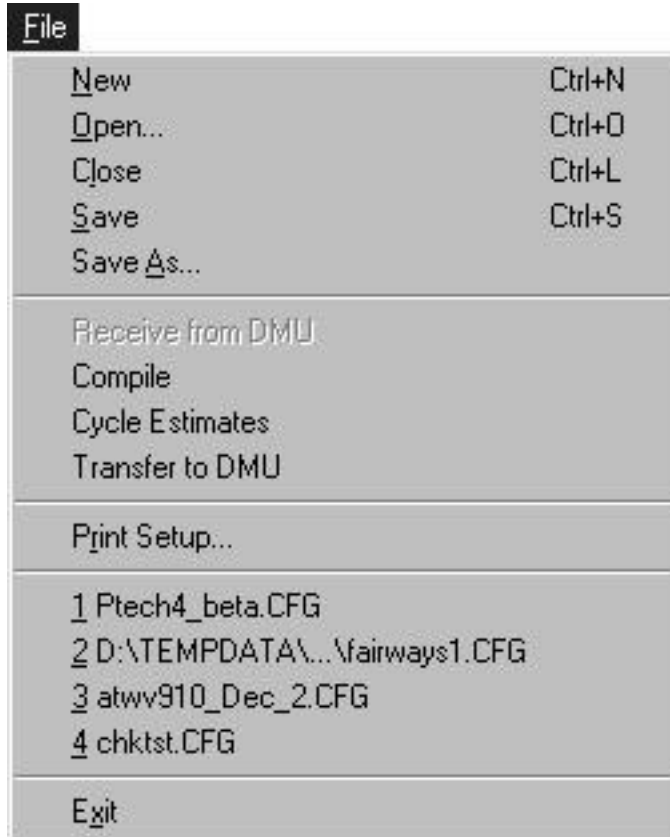 File
New Ctrl+N
Open... Ctrl+O
Close Ctrl+L
Save Ctrl+S
Save As...
Receive from DMU
Compile
Cycle Estimates
Transfer to DMU
Print Setup...
1 Ptech4_beta.CFG
2 D:\TEMPDATA\...\fairways1.CFG
3 atwv910_Dec_2.CFG
4 chktst.CFG
Exit